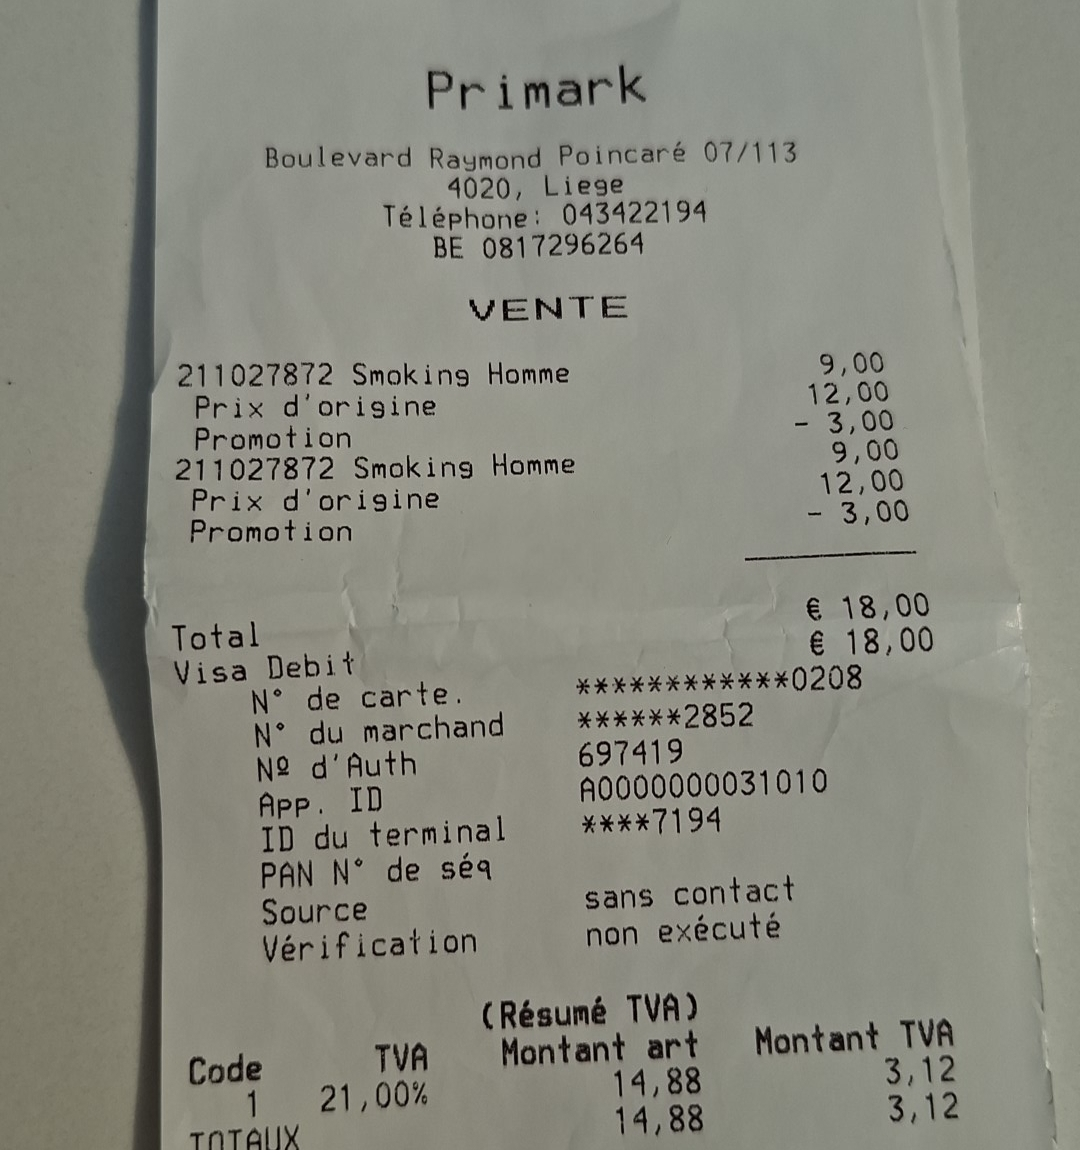 Primark
Boulevard Raymond Poincaré 07/113
4020, Liege
Téléphone: 043422194
BE 0817296264
VENTE
211027872 Smoking Homme 9,00
Prix d'origine 12,00
Promotion - 3,00
211027872 Smoking Homme 9,00
Prix d'origine 12,00
Promotion - 3,00
Total € 18,00
Visa Debit € 18,00
N° de carte. ************0208
N° du marchand ******2852
Nº d'Auth 697419
App. ID A0000000031010
ID du terminal ****7194
PAN N° de séq
Source sans contact
Vérification non exécuté
(Résumé TVA)
Code TVA Montant art Montant TVA
1 21,00% 14,88 3,12
TOTAUX 14,88 3,12